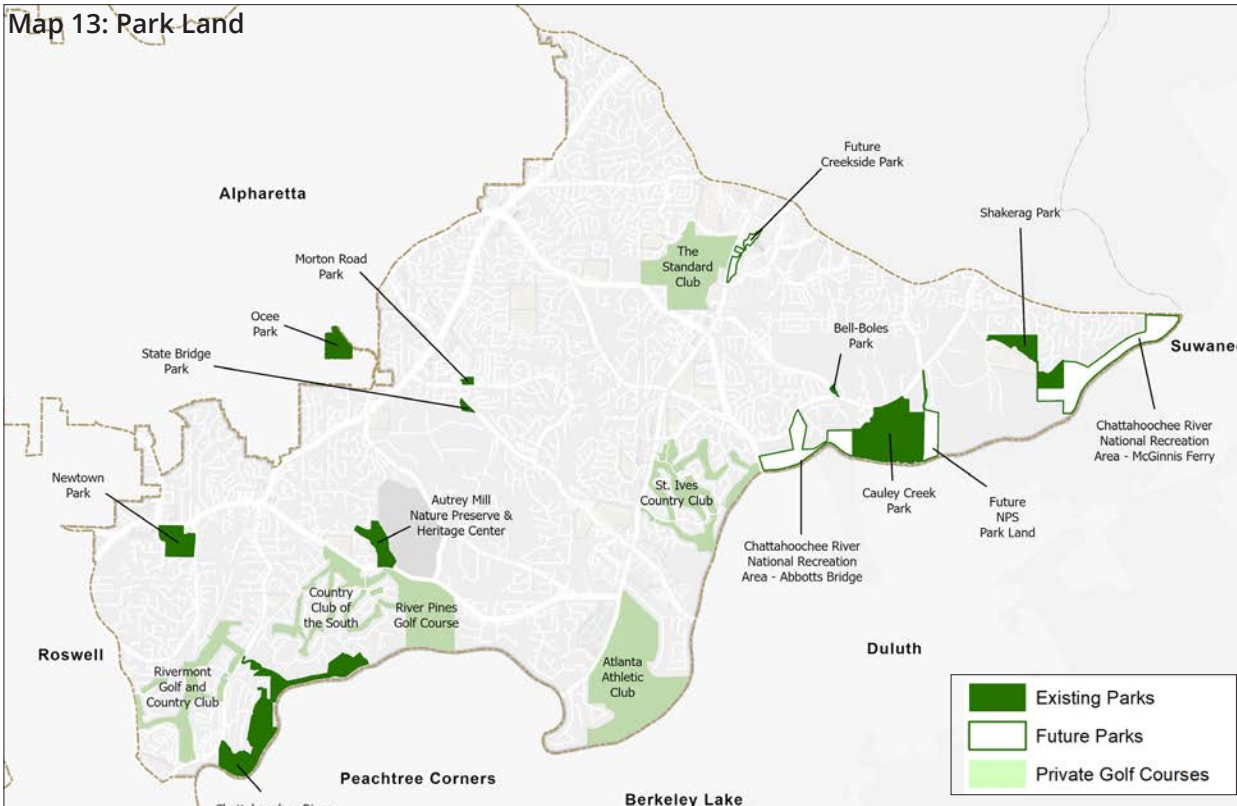 Map 13: Park Land
Future
Creekside Park
Alpharetta
Shakerag Park
The
Standard
Club
Morton Road
Park
Ocee
Park
Bell-Boles
Park
State Bridge
Park
Suwanee
Chattahoochee River
National Recreation
Area - McGinnis Ferry
Newtown
Park
Autrey Mill
Nature Preserve &
Heritage Center
St. Ives
Country Club
Cauley Creek
Park
Future
NPS
Park Land
Chattahoochee River
National Recreation
Area - Abbotts Bridge
Country
Club of
the South
River Pines
Golf Course
Roswell
Duluth
Rivermont
Golf and
Country Club
Atlanta
Athletic
Club
Existing Parks
Future Parks
Private Golf Courses
Peachtree Corners
Berkeley Lake